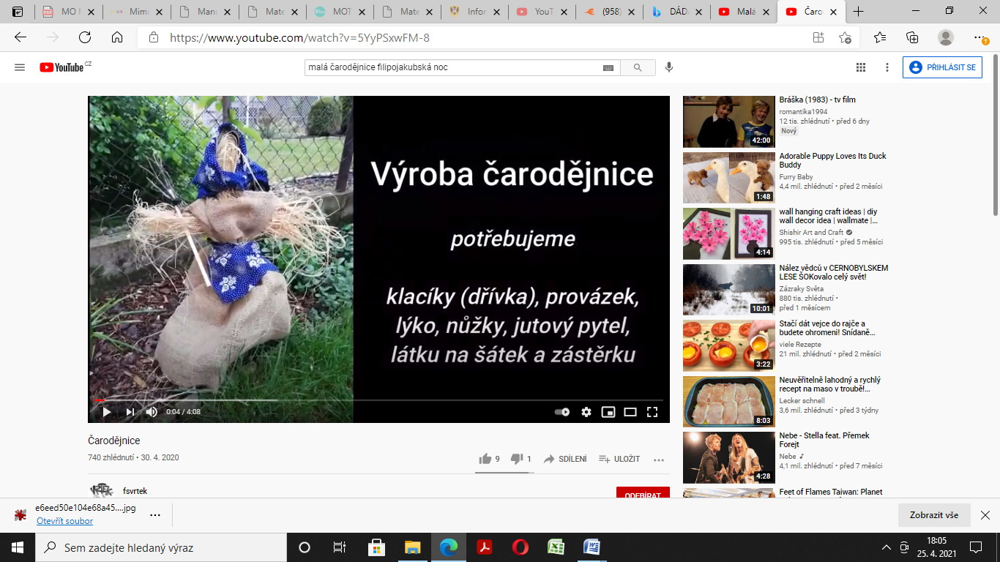 MO N
Mimo
Manu
Mate
MOT
MO N
Mate
Infor
YouT
(958)
DÁDA
Malá
Čaro
https://www.youtube.com/watch?v=5YyPSxwFM-8
YouTube CZ
malá čarodějnice filipojakubská noc
PŘIHLÁSIT SE
Výroba čarodějnice
potřebujeme
klacíky (dřívka), provázek,
lýko, nůžky, jutový pytel,
látku na šátek a zástěrku
0:04 / 4:08
Čarodějnice
740 zhlédnutí • 30. 4. 2020
9
1
SDÍLENÍ
ULOŽIT
fsvrtek
ODEBÍRAT
42:00
Bráška (1983) - tv film
romantika1994
12 tis. zhlédnutí • před 6 dny
Nový
1:48
Adorable Puppy Loves Its Duck
Buddy
Furry Baby
4,4 mil. zhlédnutí • před 2 měsíci
4:14
wall hanging craft ideas | diy
wall decor idea | wallmate |...
Shishir Art and Craft
995 tis. zhlédnutí • před 5 měsíci
10:01
Nález vědců v CERNOBYLSKEM
LESE ŠOKovalo celý svět!
Zázraky Světa
880 tis. zhlédnutí •
před 1 měsícem
3:22
Stačí dát vejce do rajče a
budete ohromeni! Snídaně...
viele Rezepte
21 mil. zhlédnutí • před 2 měsíci
8:03
Neuvěřitelně lahodný a rychlý
recept na maso v troubě!...
Lecker schnell
3,6 mil. zhlédnutí • před 3 týdny
4:28
Nebe - Stella feat. Přemek
Forejt
Nebe
4,1 mil. zhlédnutí • před 7 měsíci
Feet of Flames Taiwan: Planet
e6eed50e104e68a45....jpg
Otevřít soubor
Zobrazit vše
Sem zadejte hledaný výraz
18:05
25. 4. 2021